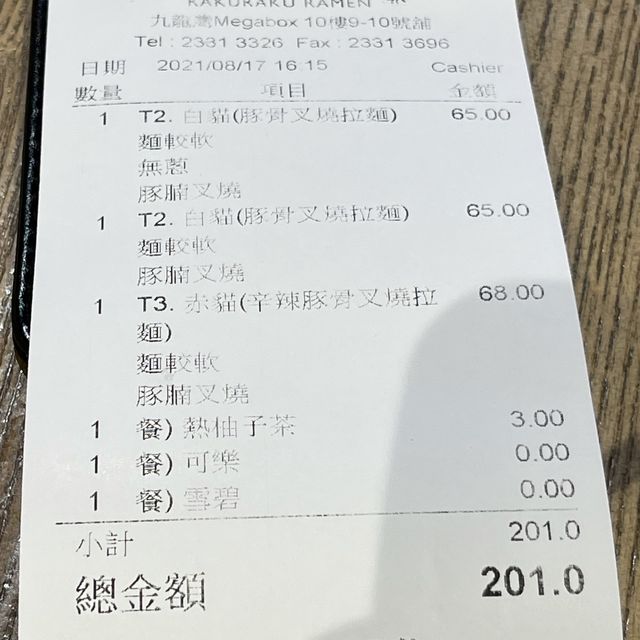 KAKURAKU RAMEN
九龍灣Megabox 10樓9-10號舖
Tel : 2331 3326 Fax : 2331 3696
日期 2021/08/17 16:15 Cashier
數量 項目 金額
1 T2. 白貓(豚骨叉燒拉麵) 65.00
麵較軟
無蔥
豚腩叉燒
1 T2. 白貓(豚骨叉燒拉麵) 65.00
麵較軟
豚腩叉燒
1 T3. 赤貓(辛辣豚骨叉燒拉 68.00
麵)
麵較軟
豚腩叉燒
1 餐) 熱柚子茶 3.00
1 餐) 可樂 0.00
1 餐) 雪碧 0.00
小計 201.0
總金額 201.0